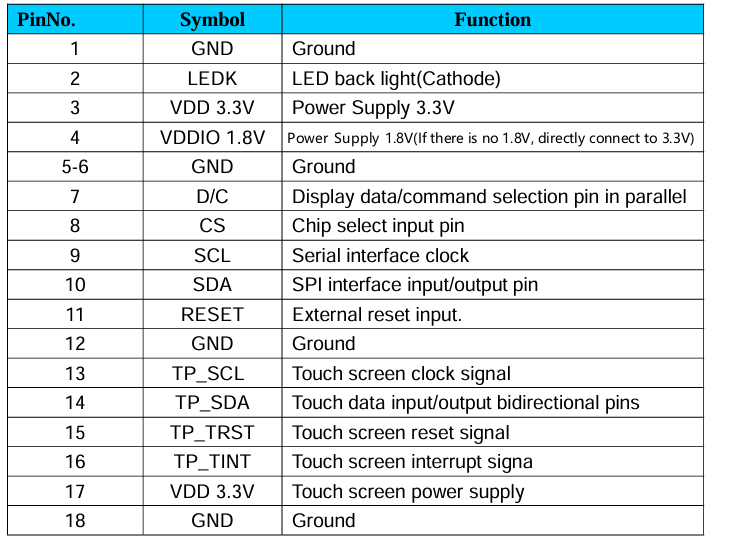 PinNo. Symbol Function
1 GND Ground
2 LEDK LED back light(Cathode)
3 VDD 3.3V Power Supply 3.3V
4 VDDIO 1.8V Power Supply 1.8V(If there is no 1.8V, directly connect to 3.3V)
5-6 GND Ground
7 D/C Display data/command selection pin in parallel
8 CS Chip select input pin
9 SCL Serial interface clock
10 SDA SPI interface input/output pin
11 RESET External reset input.
12 GND Ground
13 TP_SCL Touch screen clock signal
14 TP_SDA Touch data input/output bidirectional pins
15 TP_TRST Touch screen reset signal
16 TP_TINT Touch screen interrupt signa
17 VDD 3.3V Touch screen power supply
18 GND Ground